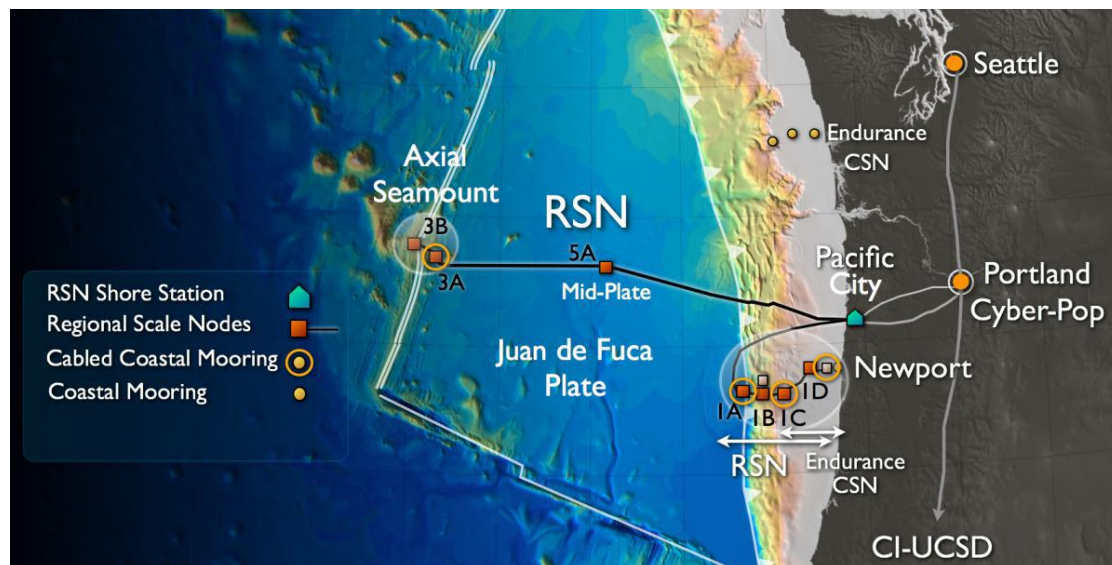 Seattle
Endurance
CSN
Axial
Seamount
RSN
3B
3A
5A
Mid-Plate
Pacific
City
Portland
Cyber-Pop
RSN Shore Station
Regional Scale Nodes
Cabled Coastal Mooring
Coastal Mooring
Juan de Fuca
Plate
Newport
1A
1B
1C
1D
RSN
Endurance
CSN
CI-UCSD